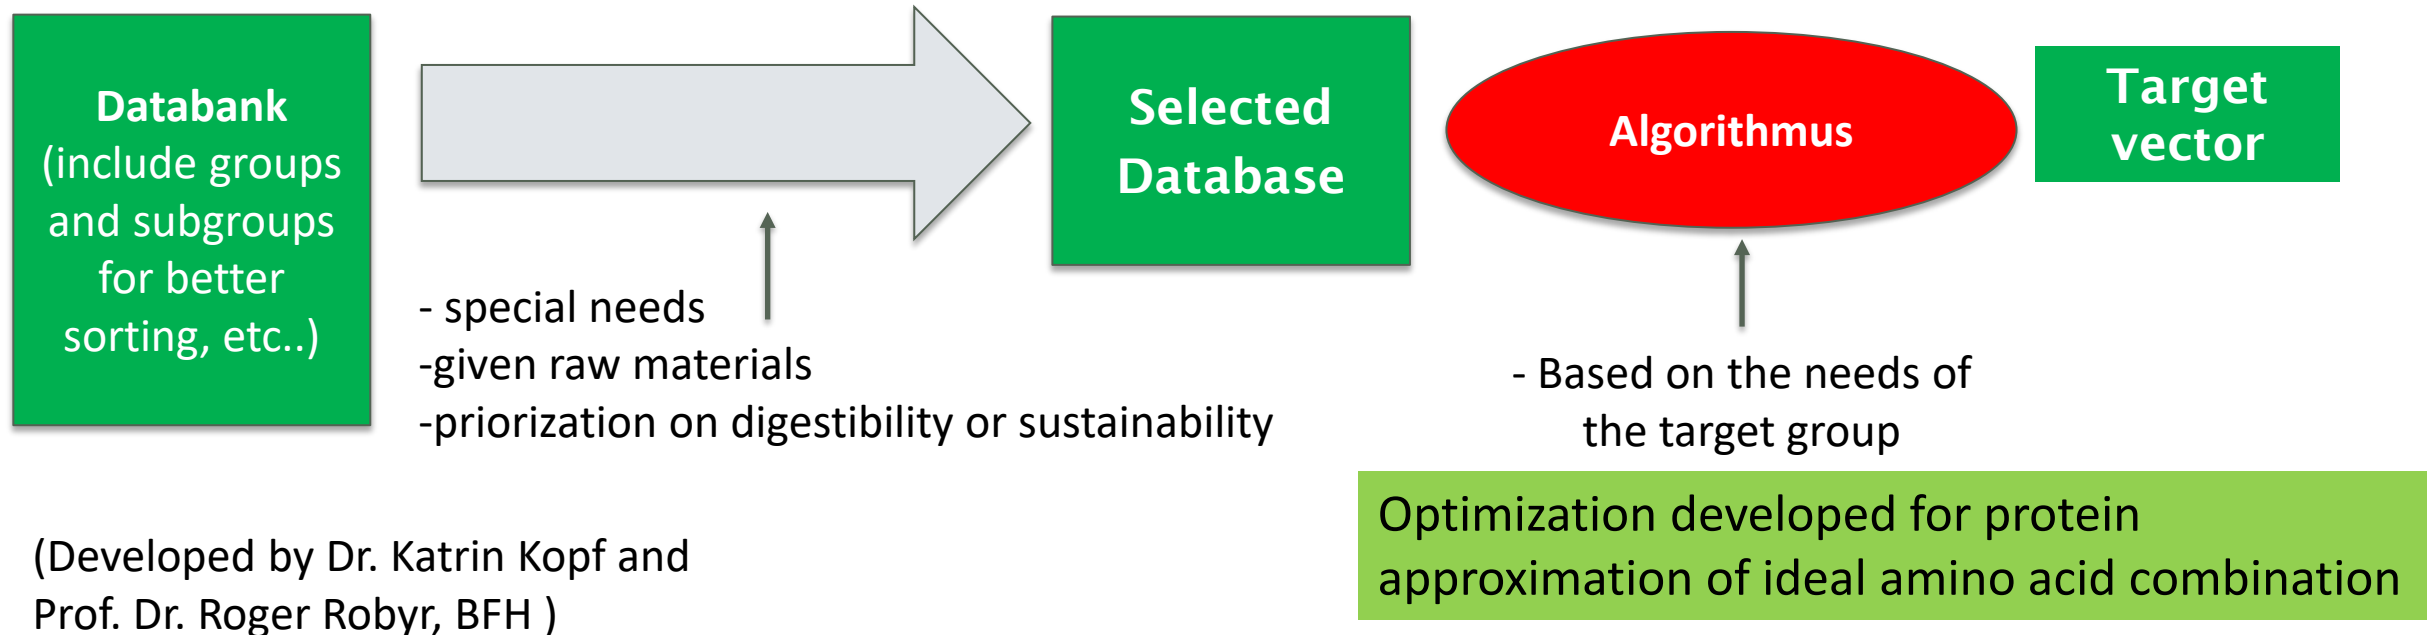 Databank
(include groups
and subgroups
for better
sorting, etc..)
- special needs
-given raw materials
-priorization on digestibility or sustainability
Selected
Database
Algorithmus
Target
vector
- Based on the needs of
the target group
Optimization developed for protein
approximation of ideal amino acid combination
(Developed by Dr. Katrin Kopf and
Prof. Dr. Roger Robyr, BFH )